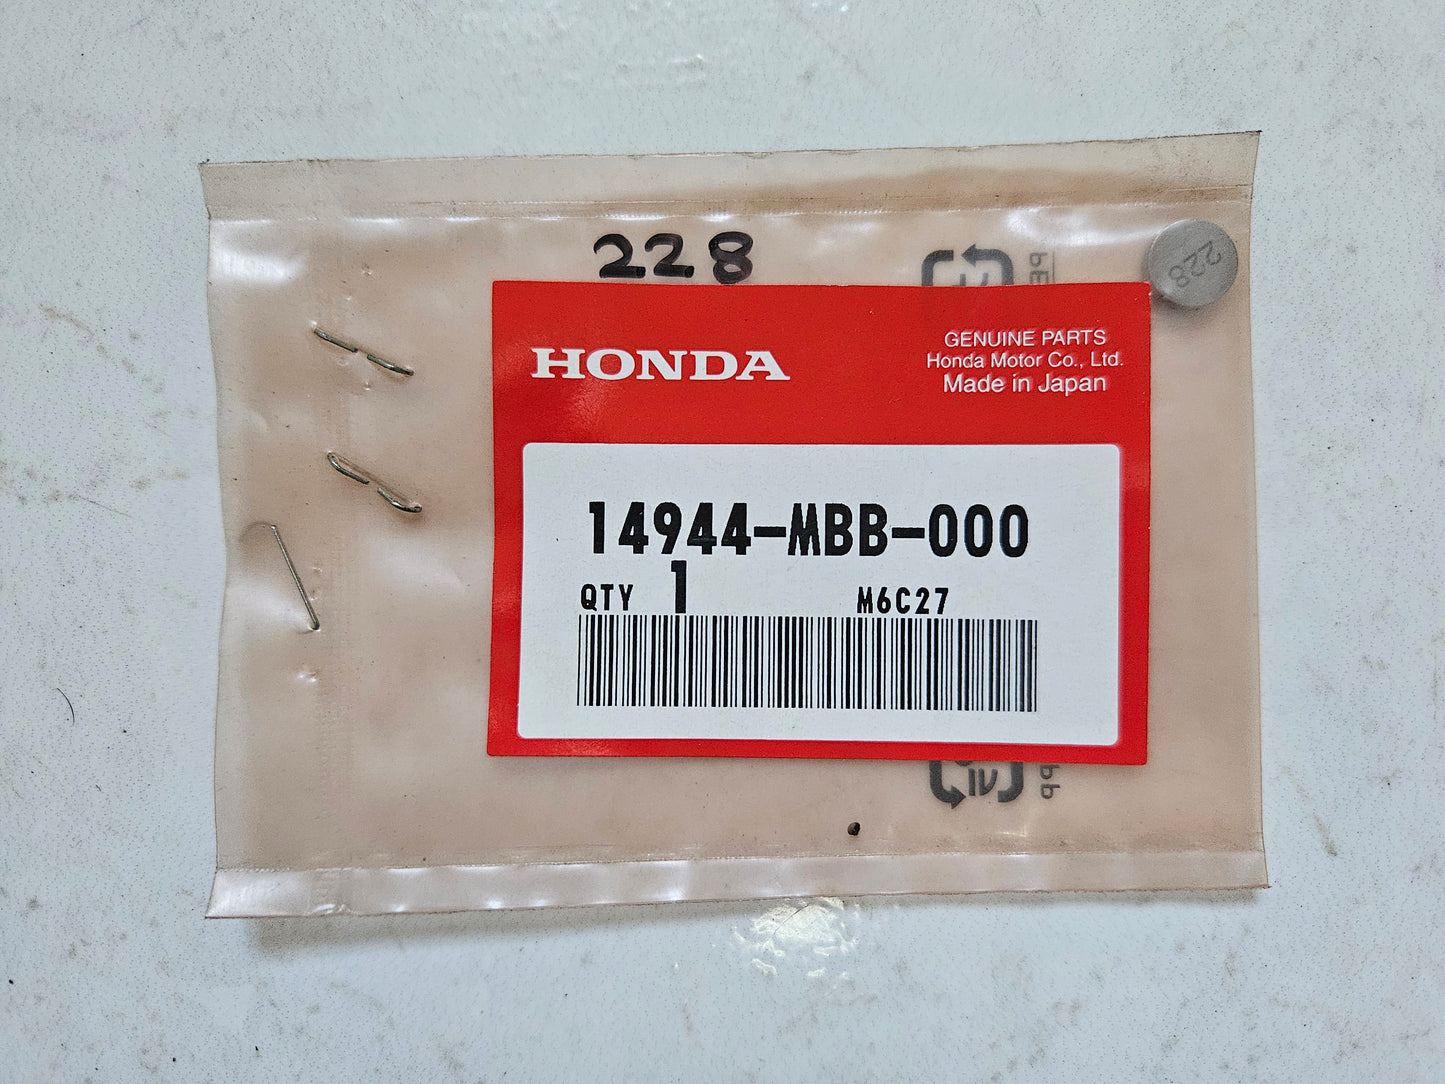 228
228
HONDA
GENUINE PARTS
Honda Motor Co., Ltd.
Made in Japan
14944-MBB-000
QTY 1 M6C27